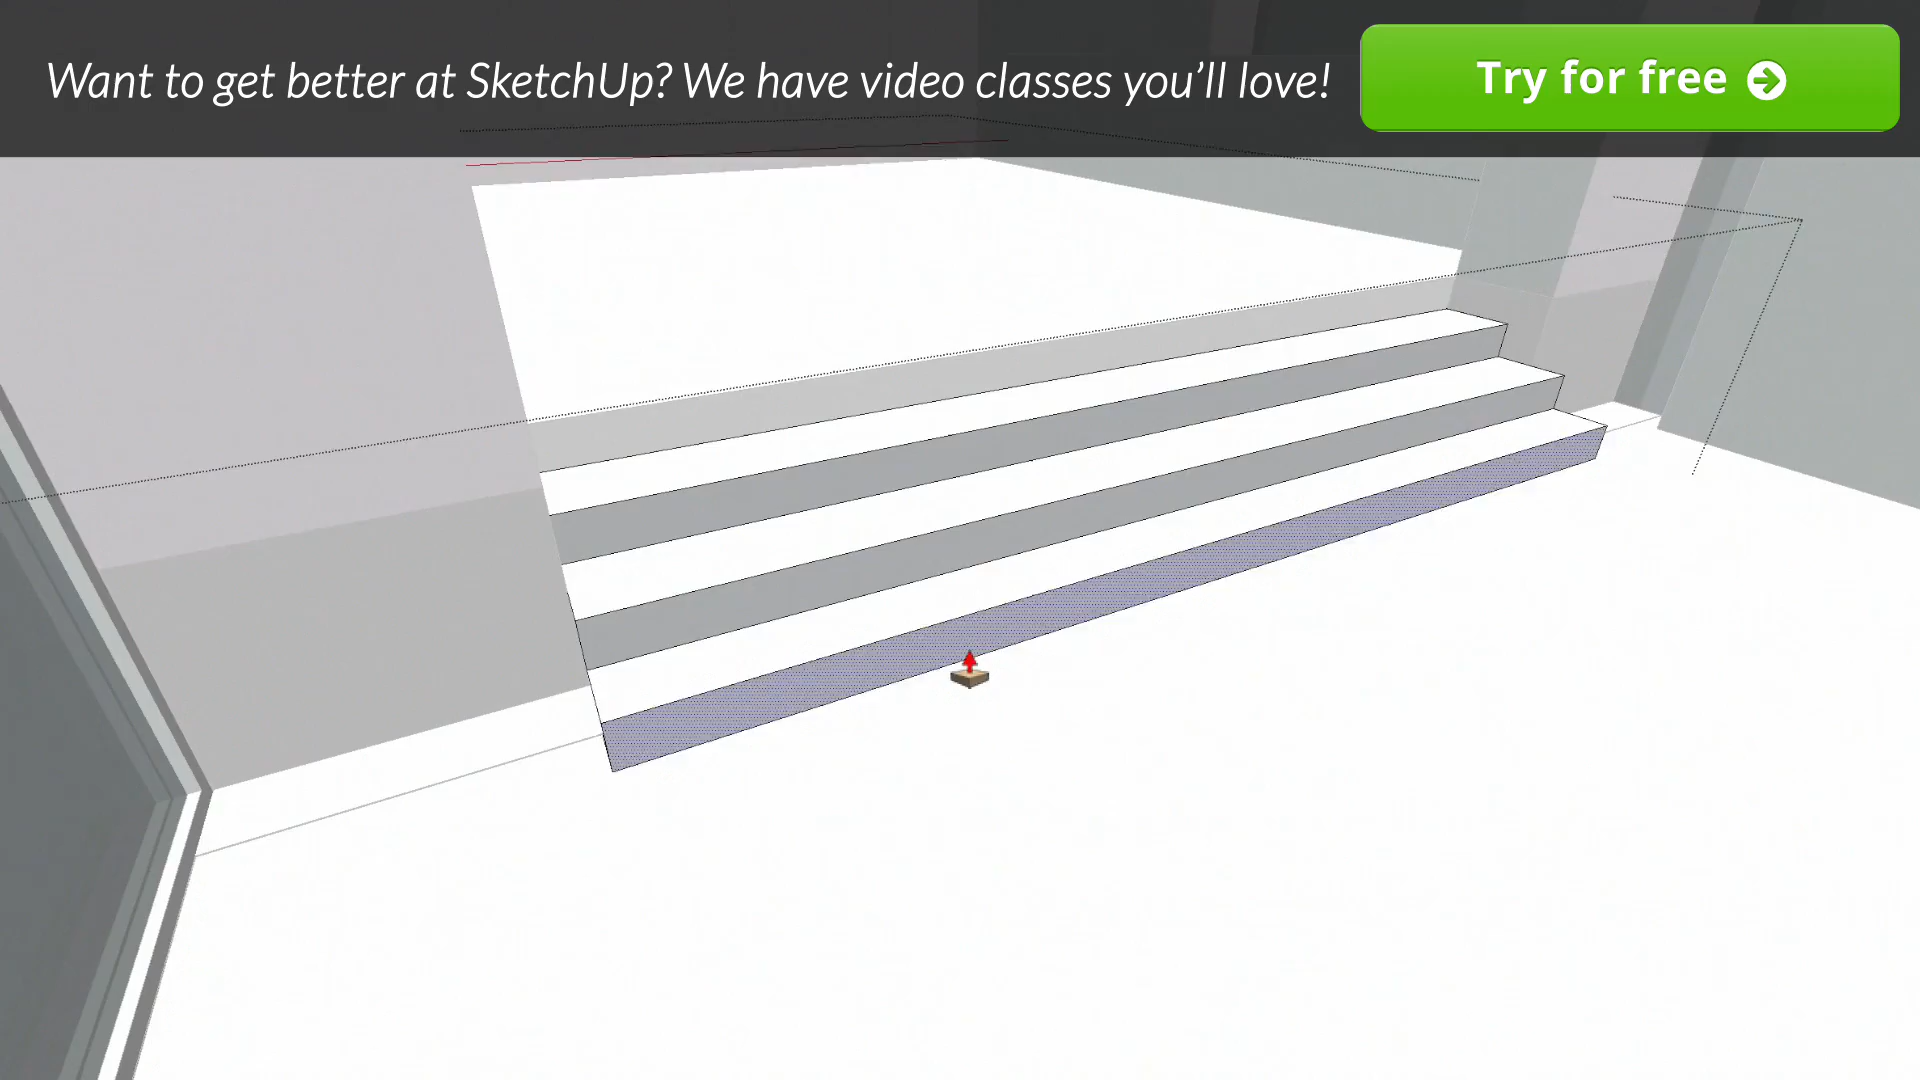 Want to get better at SketchUp? We have video classes you’ll love!
Try for free